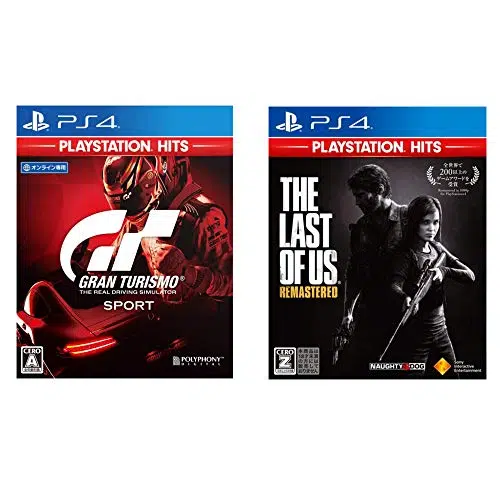 PS4
PLAYSTATION HITS
オンライン専用
GT
GRAN TURISMO®
THE REAL DRIVING SIMULATOR
SPORT
CERO
A
POLYPHONY
DIGITAL
PS4
PLAYSTATION HITS
全世界で
200以上の
ゲームアワードを
受賞
THE
LAST
OF US
REMASTERED
CERO
Z
NAUGHTY DOG
Sony
Interactive
Entertainment